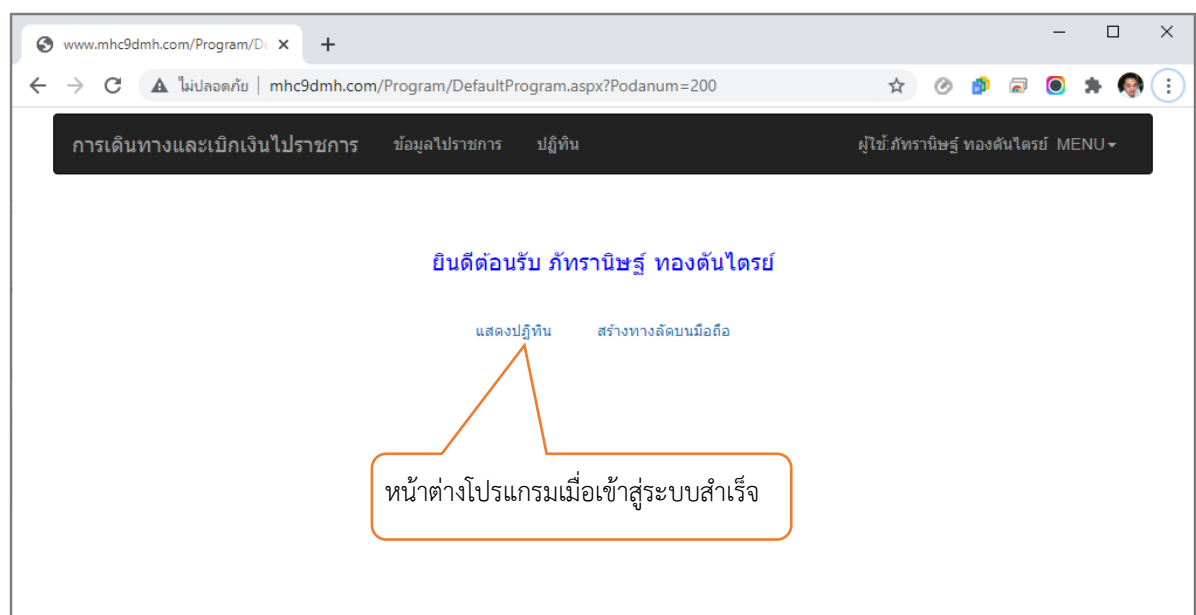 www.mhc9dmh.com/Program/De
ไม่ปลอดภัย | mhc9dmh.com/Program/DefaultProgram.aspx?Podanum=200
การเดินทางและเบิกเงินไปราชการ ข้อมูลไปราชการ ปฏิทิน ผู้ใช้:ภัทรานิษฐ์ ทองตันไตรย์ MENU
ยินดีต้อนรับ ภัทรานิษฐ์ ทองตันไตรย์
แสดงปฏิทิน สร้างทางลัดบนมือถือ
หน้าต่างโปรแกรมเมื่อเข้าสู่ระบบสำเร็จ